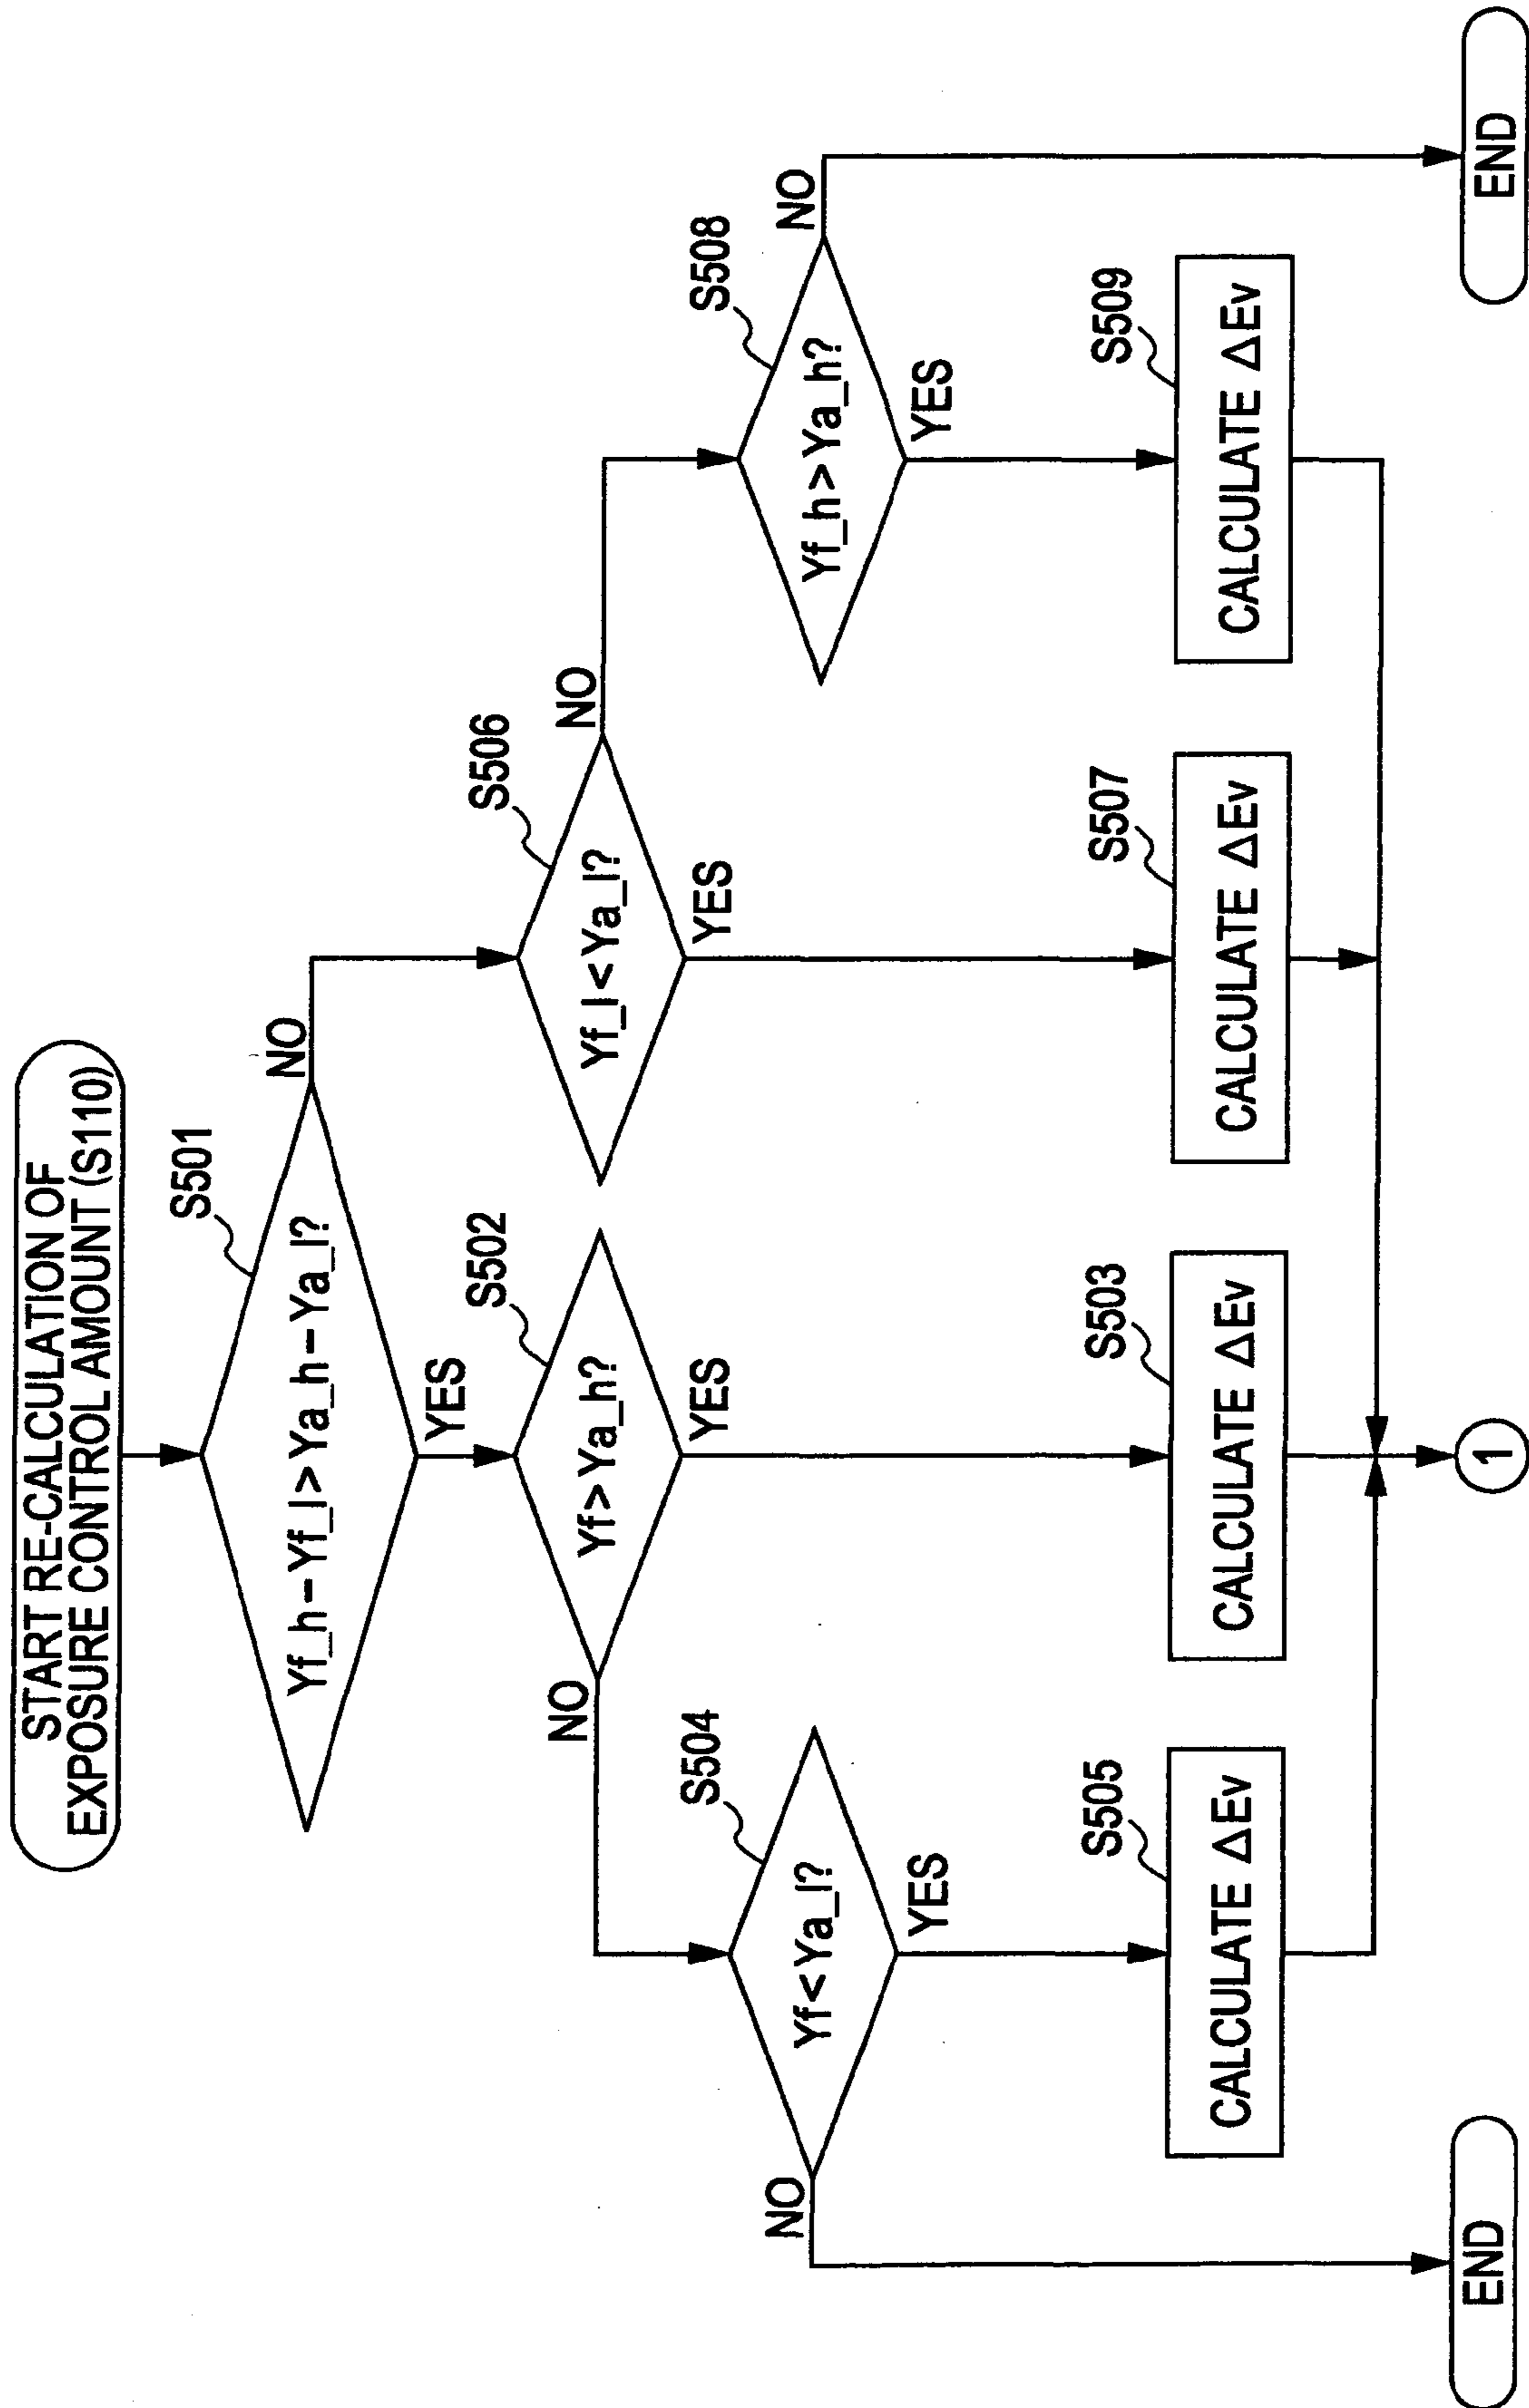 START RE-CALCULATION OF
EXPOSURE CONTROL AMOUNT (S110)
S501
Yf_h-Yf_l>Ya_h-Ya_l?
NO
YES
S502
Yf>Ya_h?
NO
YES
S506
Yf_l<Ya_l?
NO
YES
S504
Yf<Ya_l?
NO
YES
S508
Yf_h>Ya_h?
NO
YES
S505
CALCULATE ΔEv
S503
CALCULATE ΔEv
S507
CALCULATE ΔEv
S509
CALCULATE ΔEv
END
1
END